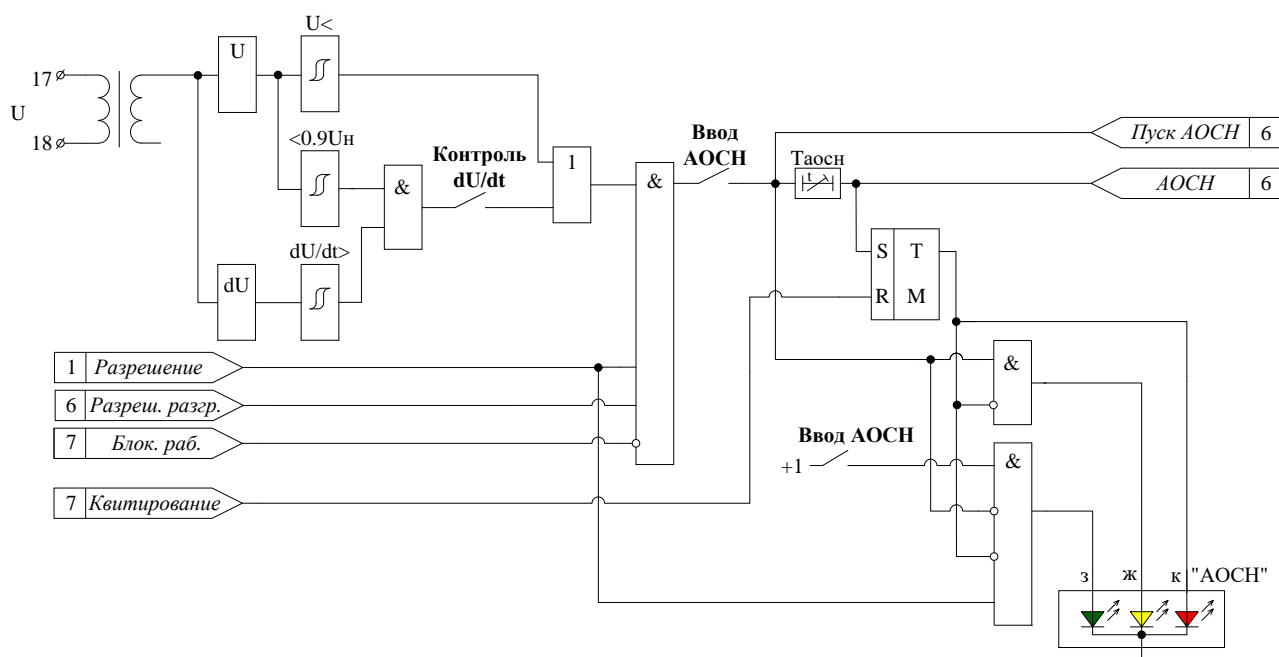 U<
U
17
U
18
<0.9Uн
Контроль
dU/dt
&
1
Ввод
АОСН
&
Пуск АОСН 6
Tаосн
t
АОСН 6
dU/dt>
dU
S T
R M
1 Разрешение
6 Разреш. разгр.
7 Блок. раб.
7 Квитирование
&
Ввод АОСН
+1
&
з ж к "АОСН"